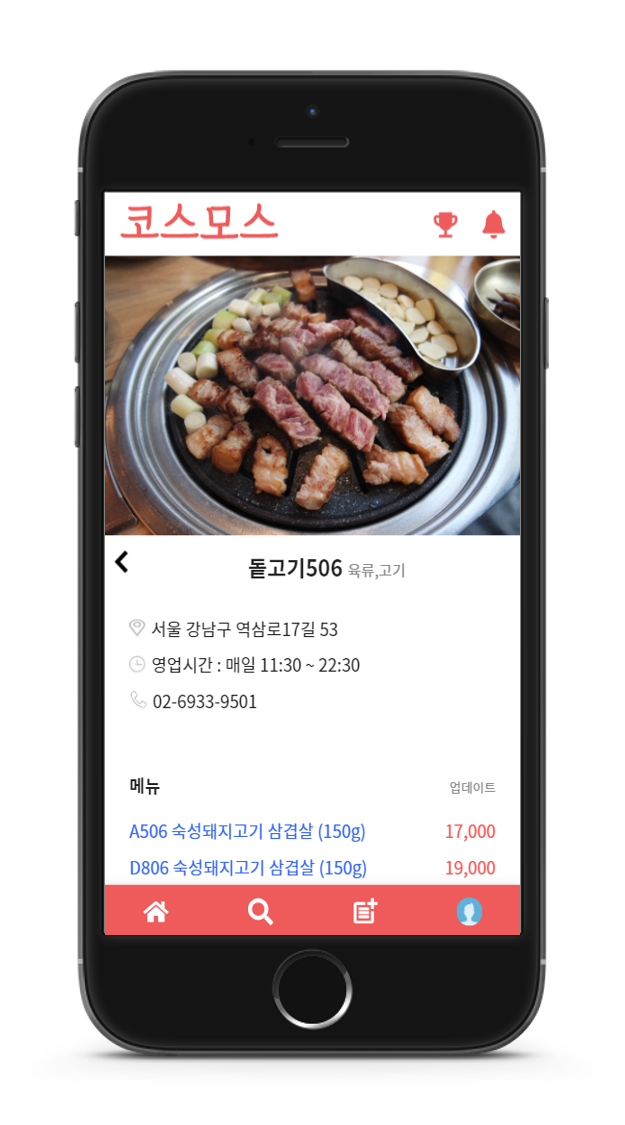 코스모스
돝고기506 육류,고기
서울 강남구 역삼로17길 53
영업시간 : 매일 11:30 ~ 22:30
02-6933-9501
메뉴 업데이트
A506 숙성돼지고기 삼겹살 (150g) 17,000
D806 숙성돼지고기 삼겹살 (150g) 19,000